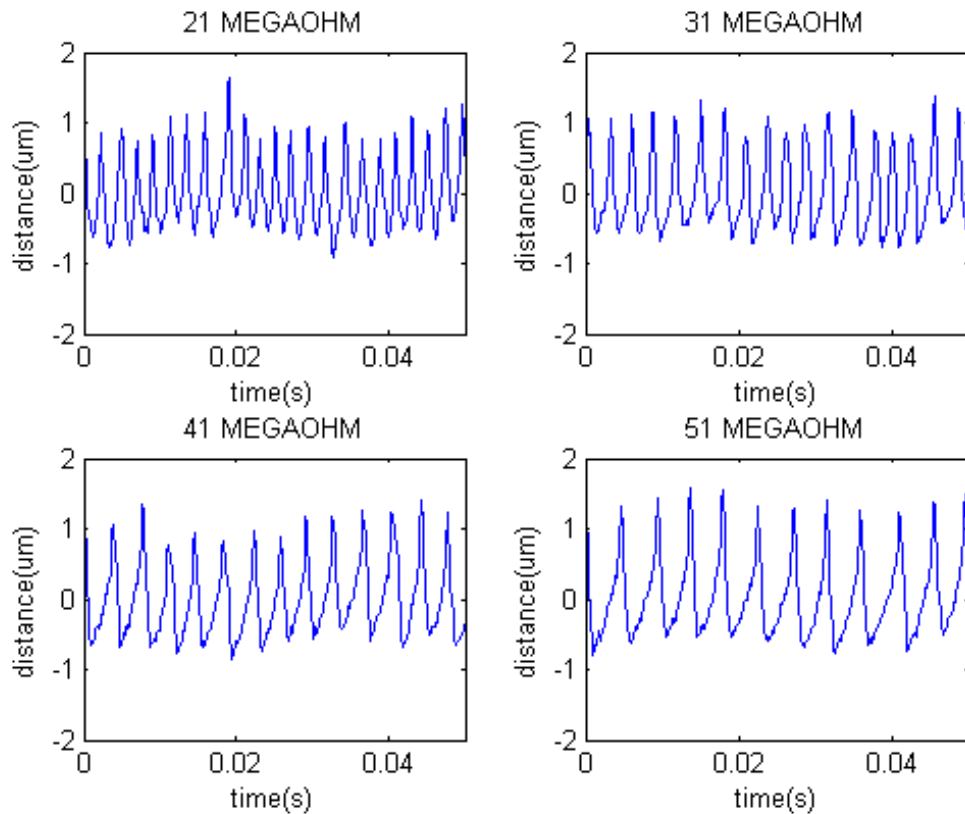 21 MEGAOHM
2
1
0
-1
-2
distance(um)
0
0.02
0.04
time(s)
31 MEGAOHM
2
1
0
-1
-2
distance(um)
0
0.02
0.04
time(s)
41 MEGAOHM
2
1
0
-1
-2
distance(um)
0
0.02
0.04
time(s)
51 MEGAOHM
2
1
0
-1
-2
distance(um)
0
0.02
0.04
time(s)